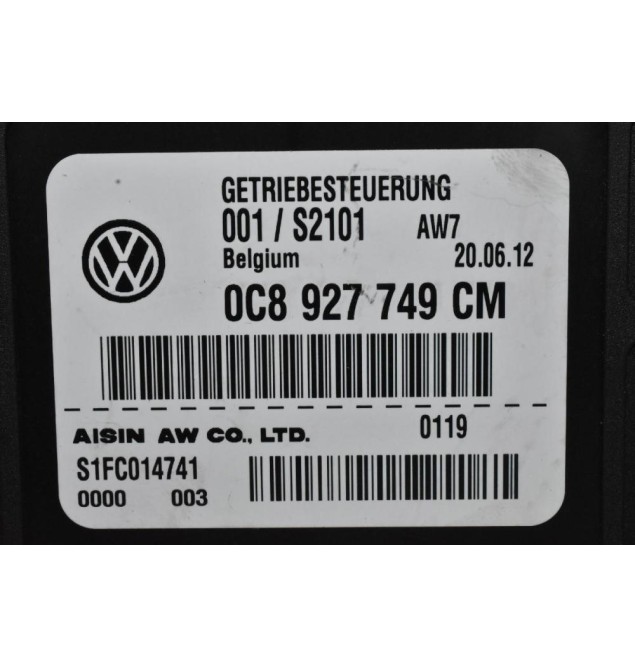 GETRIEBESTEUERUNG
001 / S2101 AW7
Belgium 20.06.12
0C8 927 749 CM
AISIN AW CO., LTD. 0119
S1FC014741
0000 003